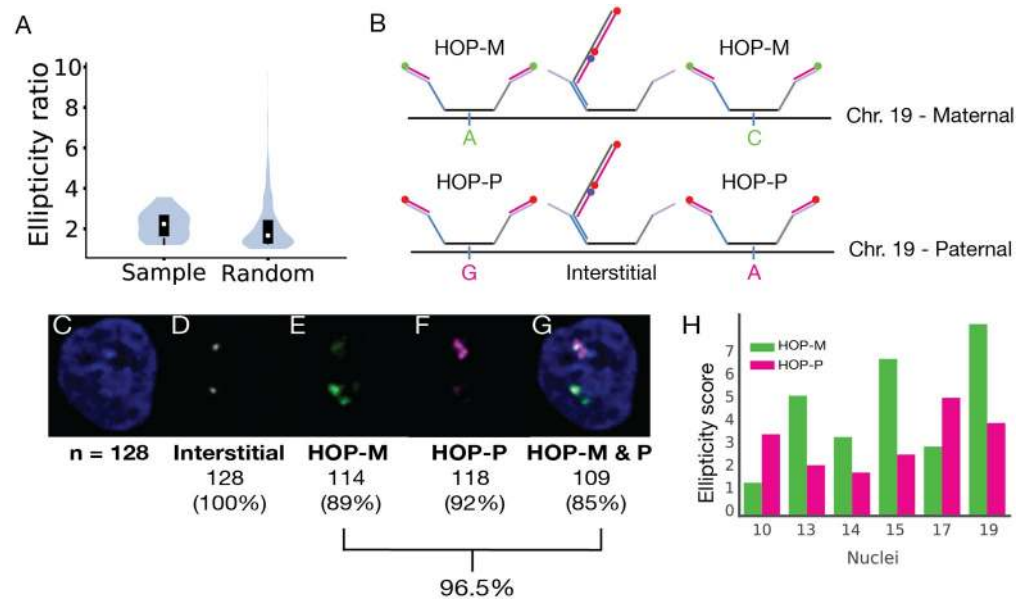 A
Ellipticity ratio
10
8
6
4
2
Sample Random
B
HOP-M HOP-M
A C
Chr. 19 - Maternal
HOP-P HOP-P
Chr. 19 - Paternal
G Interstitial A
C D E F G
n = 128 Interstitial HOP-M HOP-P HOP-M & P
128 114 118 109
(100%) (89%) (92%) (85%)
96.5%
H
HOP-M
HOP-P
Ellipticity score
7
6
5
4
3
2
1
0
10 13 14 15 17 19
Nuclei